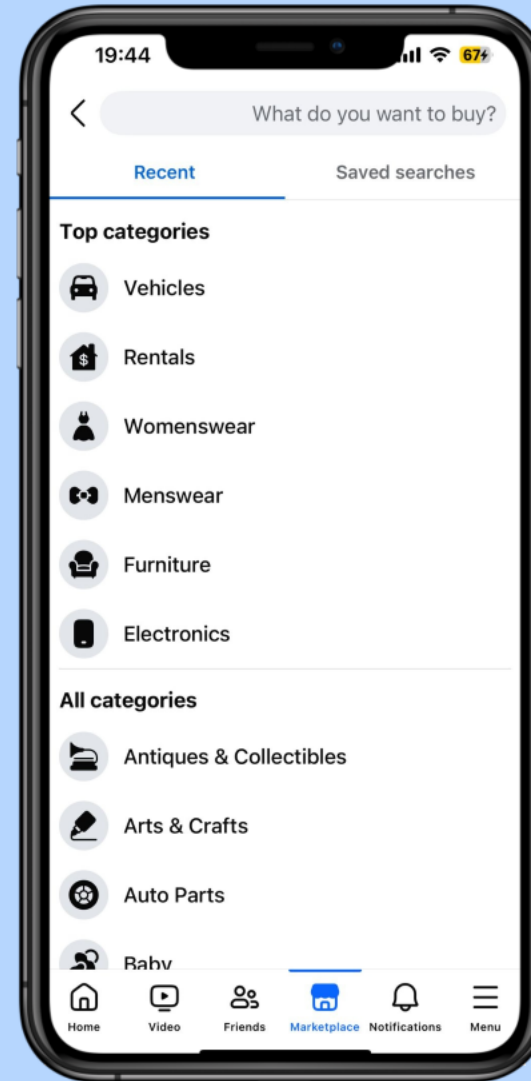 19:44
67
What do you want to buy?
Recent Saved searches
Top categories
Vehicles
$ Rentals
Womenswear
Menswear
Furniture
Electronics
All categories
Antiques & Collectibles
Arts & Crafts
Auto Parts
Baby
Home Video Friends Marketplace Notifications Menu